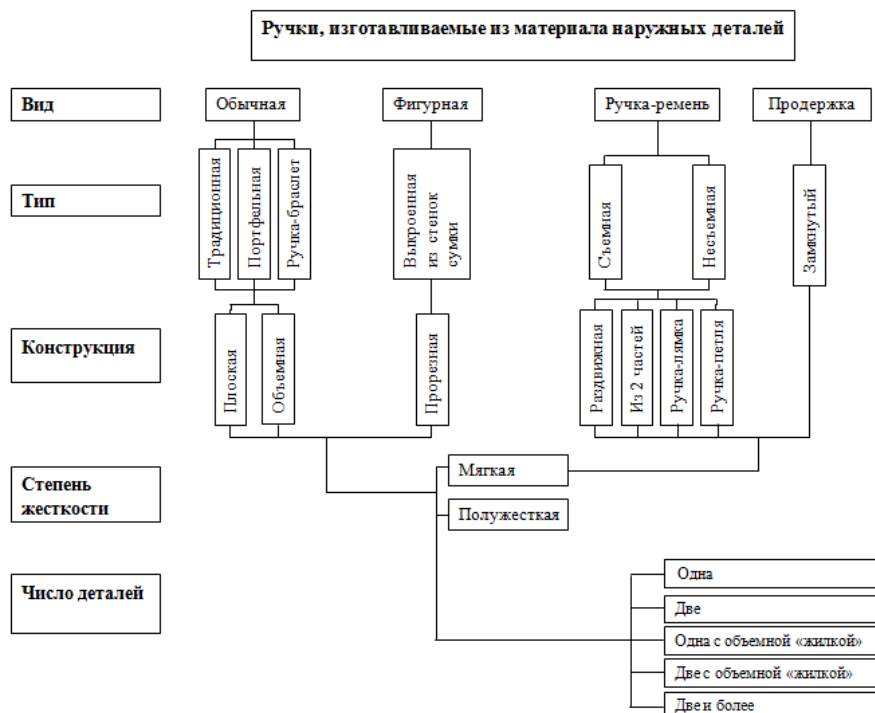 Ручки, изготавливаемые из материала наружных деталей
Вид
Обычная
Фигурная
Ручка-ремень
Продержка
Тип
Традиционная
Портфельная
Ручка-браслет
Выкроенная
из стенок
сумки
Съемная
Несъемная
Замкнутый
Конструкция
Плоская
Объемная
Прорезная
Раздвижная
Из 2 частей
Ручка-лямка
Ручка-петля
Степень
жесткости
Мягкая
Полужесткая
Число деталей
Одна
Две
Одна с объемной «жилкой»
Две с объемной «жилкой»
Две и более